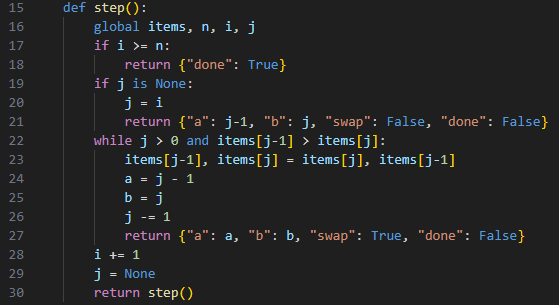 15 def step():
16     global items, n, i, j
17     if i >= n:
18         return {"done": True}
19     if j is None:
20         j = i
21         return {"a": j-1, "b": j, "swap": False, "done": False}
22     while j > 0 and items[j-1] > items[j]:
23         items[j-1], items[j] = items[j], items[j-1]
24         a = j - 1
25         b = j
26         j -= 1
27         return {"a": a, "b": b, "swap": True, "done": False}
28     i += 1
29     j = None
30     return step()